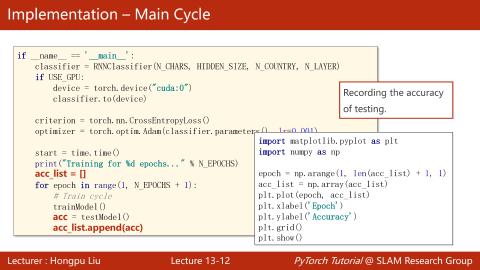 Implementation – Main Cycle
if __name__ == '__main__':
    classifier = RNNClassifier(N_CHARS, HIDDEN_SIZE, N_COUNTRY, N_LAYER)
    if USE_GPU:
        device = torch.device("cuda:0")
        classifier.to(device)
    criterion = torch.nn.CrossEntropyLoss()
    optimizer = torch.optim.Adam(classifier.parameters(), lr=0.001)
    start = time.time()
    print("Training for %d epochs..." % N_EPOCHS)
    acc_list = []
    for epoch in range(1, N_EPOCHS + 1):
        # Train cycle
        trainModel()
        acc = testModel()
        acc_list.append(acc)
Recording the accuracy
of testing.
import matplotlib.pyplot as plt
import numpy as np
epoch = np.arange(1, len(acc_list) + 1, 1)
acc_list = np.array(acc_list)
plt.plot(epoch, acc_list)
plt.xlabel('Epoch')
plt.ylabel('Accuracy')
plt.grid()
plt.show()
Lecturer : Hongpu Liu
Lecture 13-12
PyTorch Tutorial @ SLAM Research Group